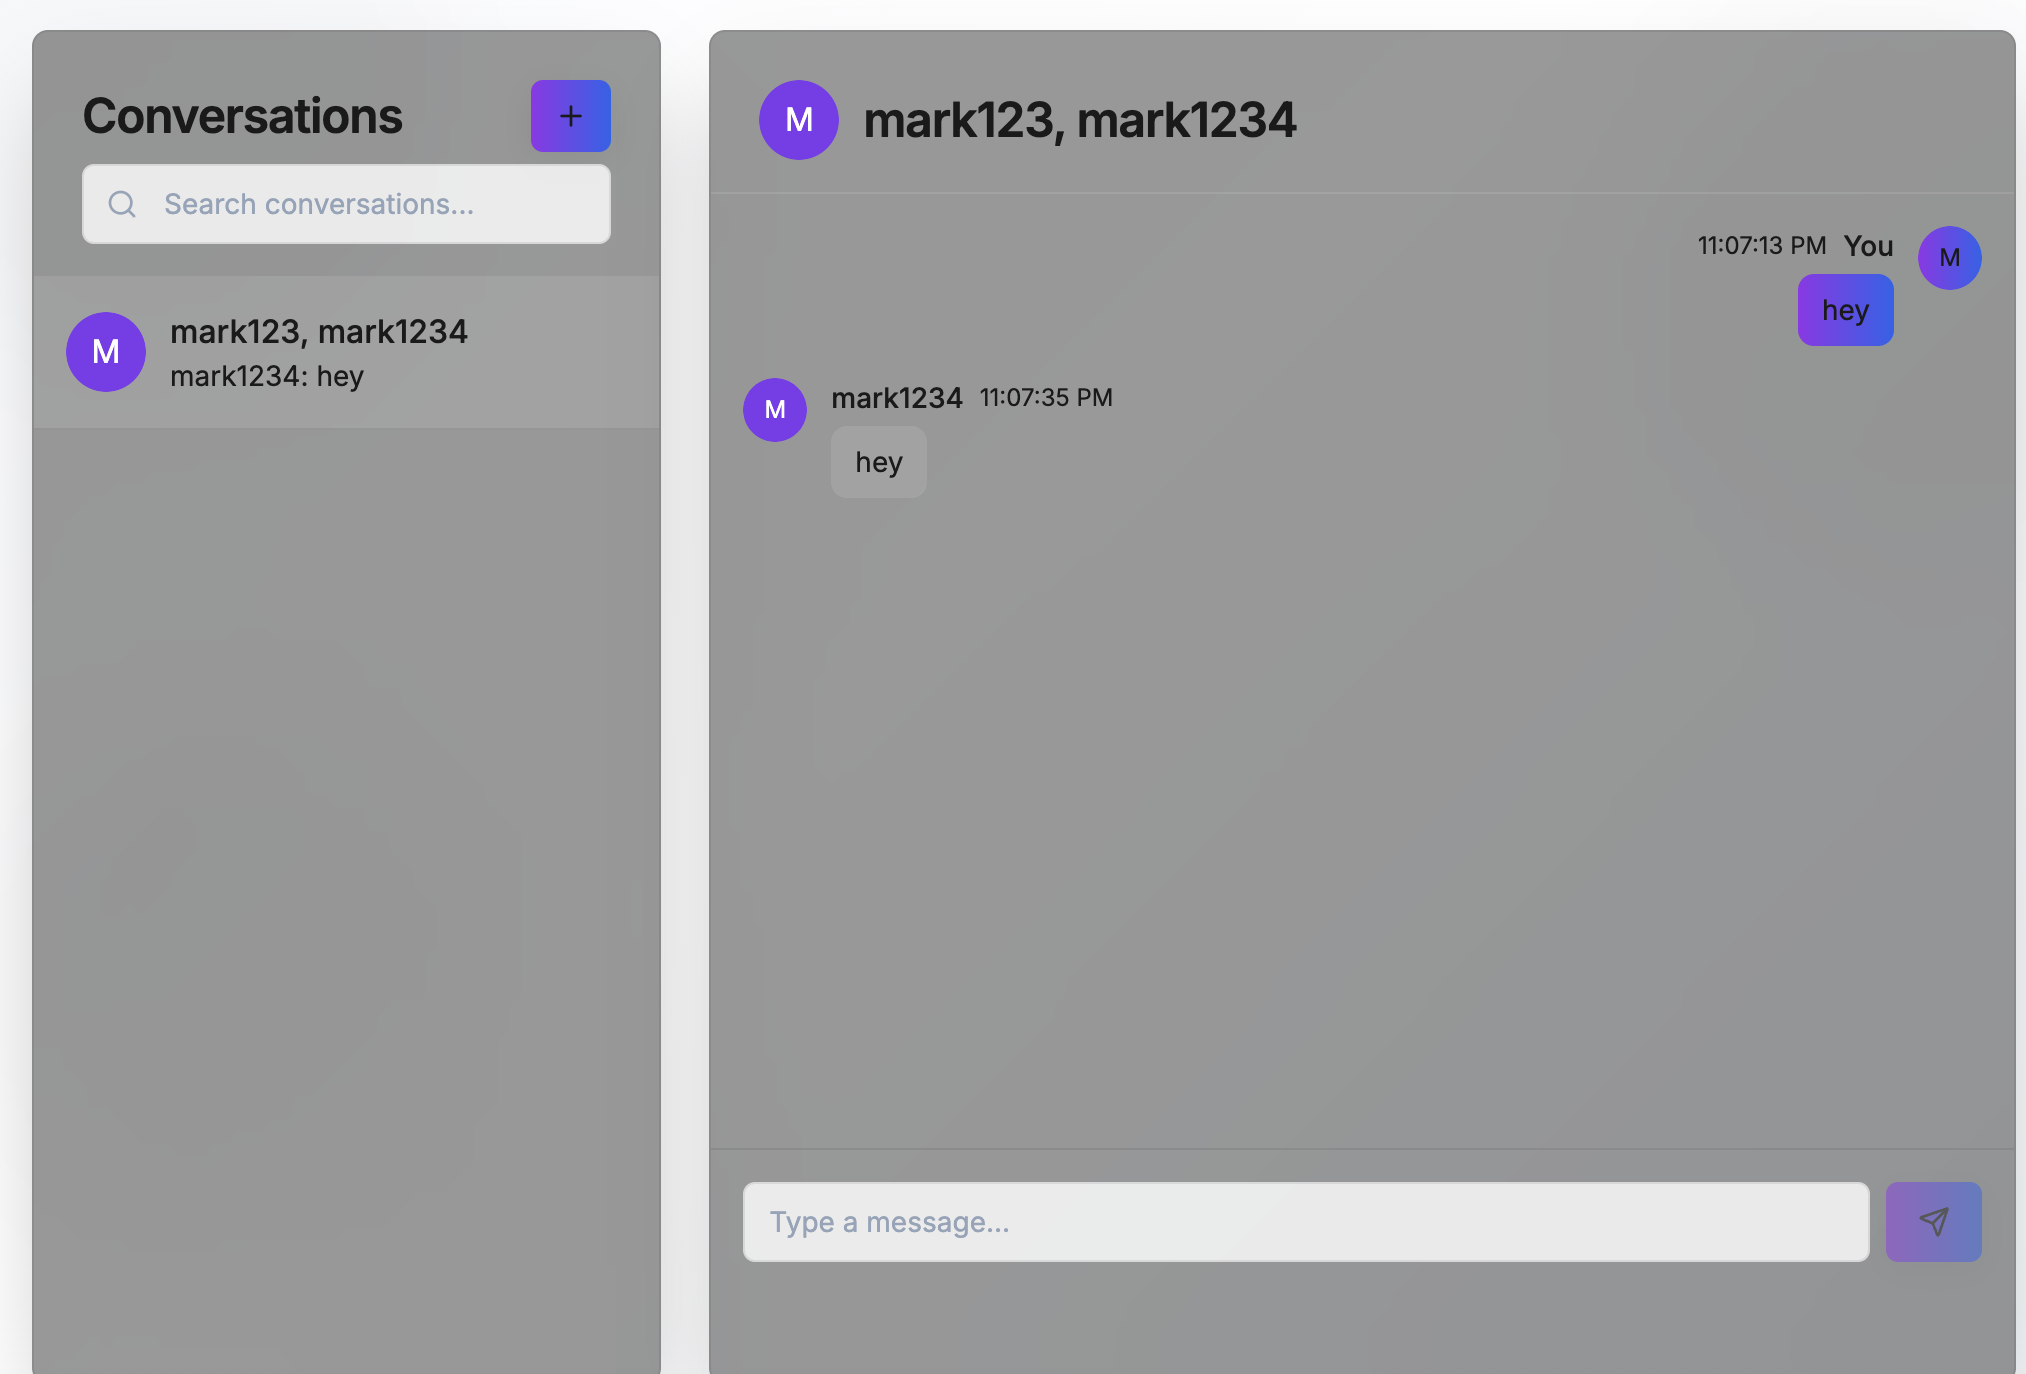 Conversations
+
Search conversations...
M
mark123, mark1234
mark1234: hey
M
mark123, mark1234
11:07:13 PM You
M
hey
M
mark1234 11:07:35 PM
hey
Type a message...